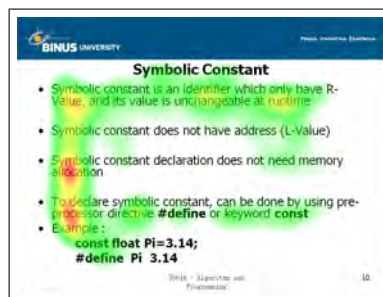 BINUS UNIVERSITY
Symbolic Constant
• Symbolic constant is an identifier which only have R-
Value, and its value is unchangeable at runtime
• Symbolic constant does not have address (L-Value)
• Symbolic constant declaration does not need memory
allocation
• To declare symbolic constant, can be done by using pre-
processor directive #define or keyword const
• Example :
const float Pi=3.14;
#define Pi 3.14
Algorithm and
Programming
10